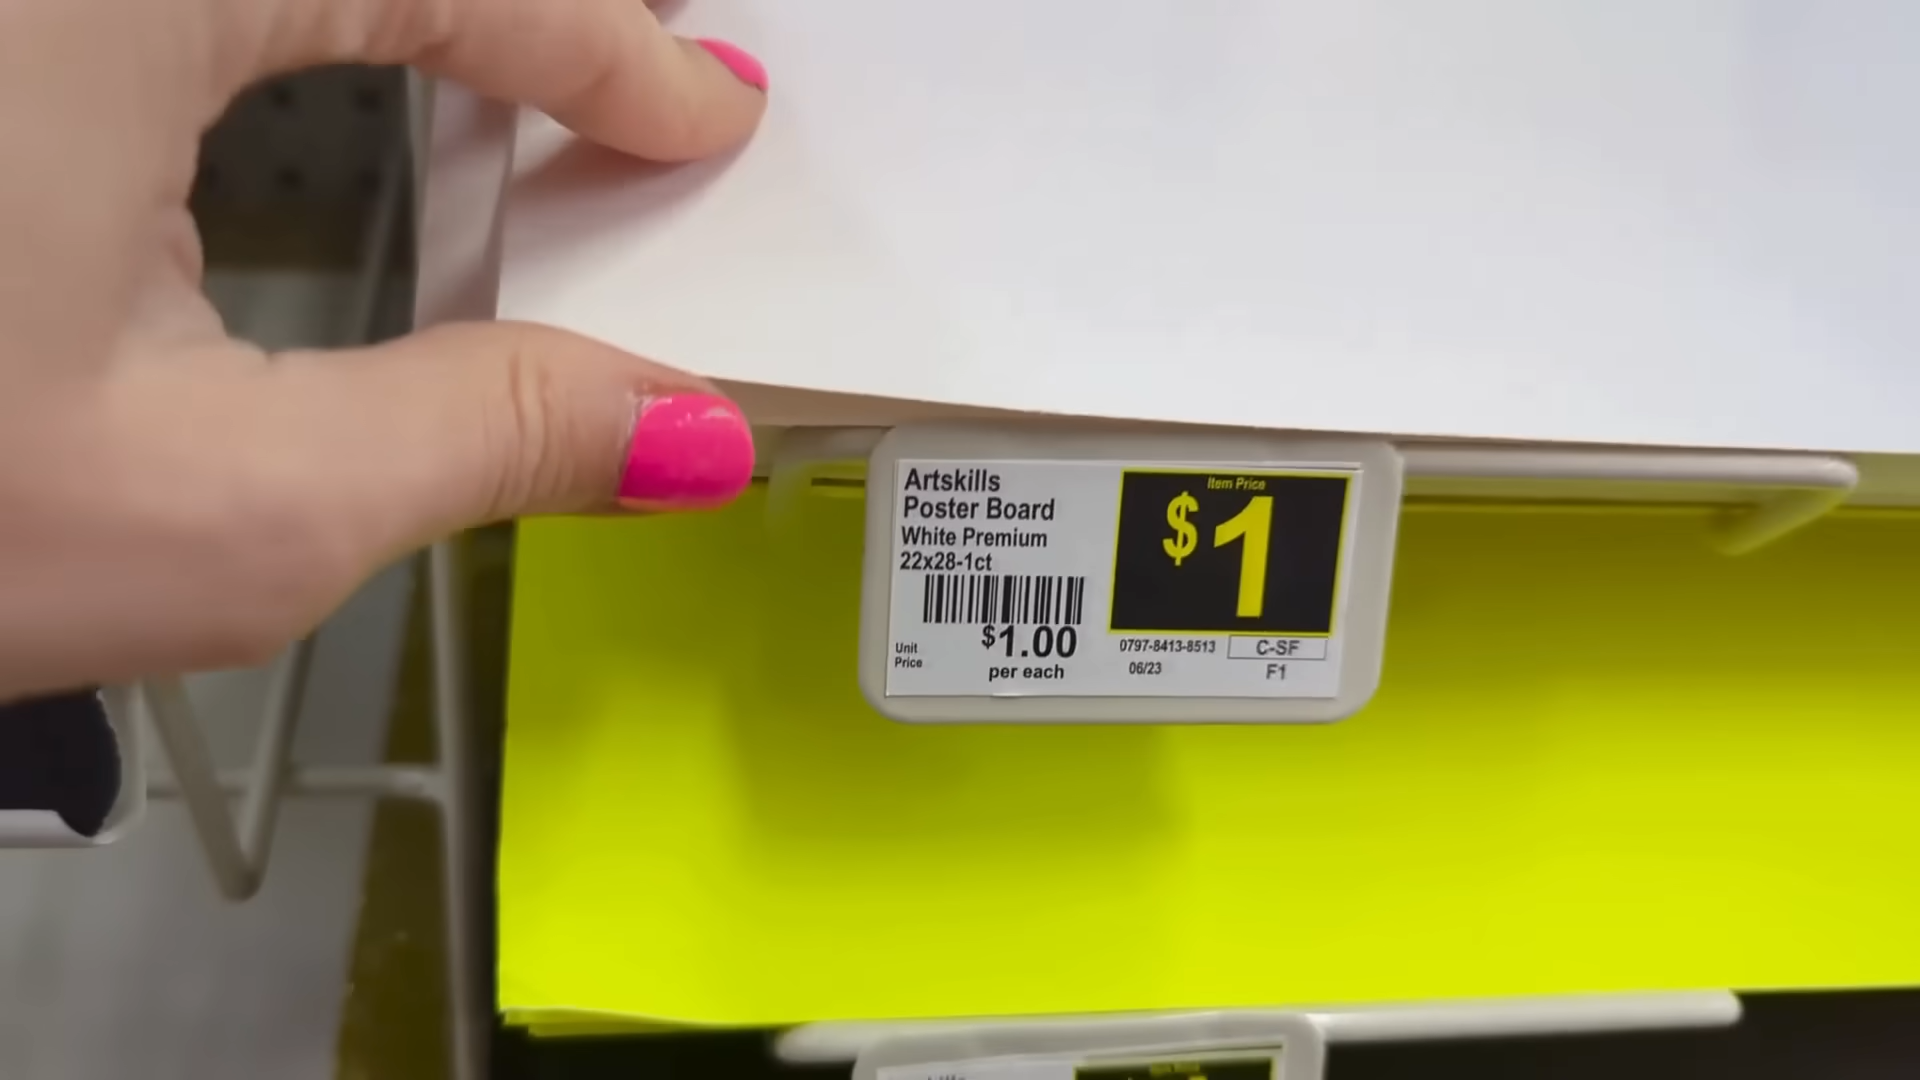 Artskills
Poster Board
White Premium
22x28-1ct
Unit
Price
$1.00
per each
Item Price
$1
0797-8413-8513
C-SF
06/23
F1